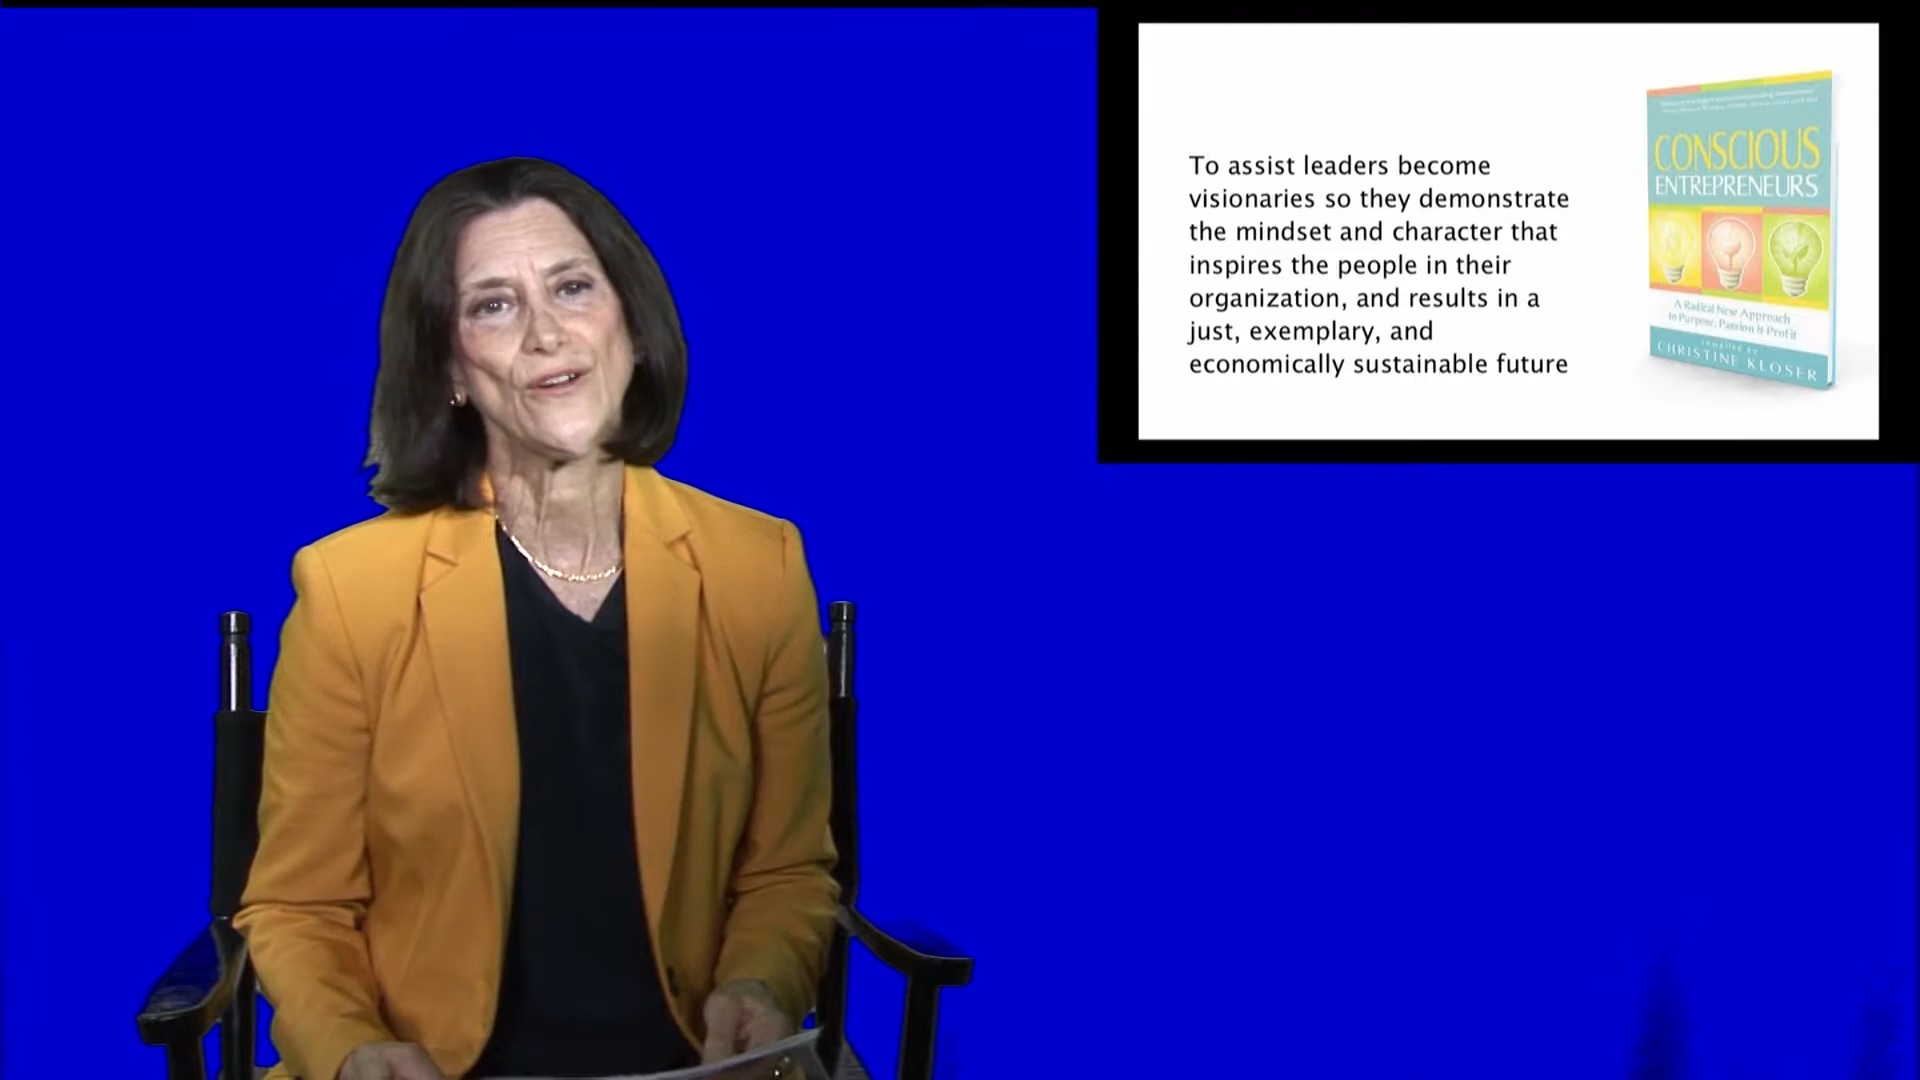 To assist leaders become
visionaries so they demonstrate
the mindset and character that
inspires the people in their
organization, and results in a
just, exemplary, and
economically sustainable future
CONSCIOUS
ENTREPRENEURS
A Radical New Approach
to Purpose, Passion & Profit
compiled by
CHRISTINE KLOSER